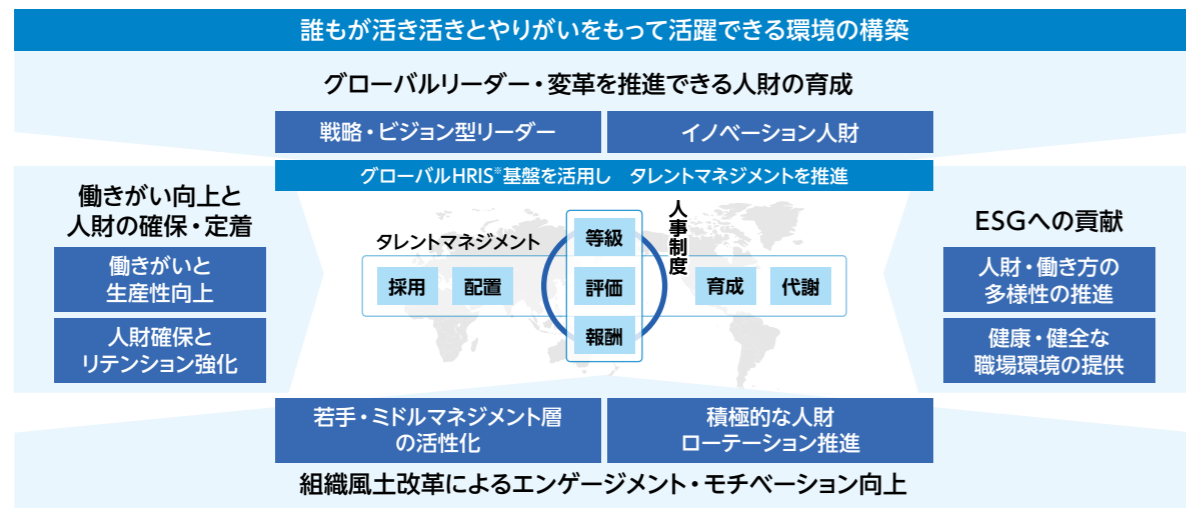 誰もが活き活きとやりがいをもって活躍できる環境の構築
グローバルリーダー・変革を推進できる人財の育成
戦略・ビジョン型リーダー
イノベーション人財
グローバルHRIS※基盤を活用し　タレントマネジメントを推進
働きがい向上と
人財の確保・定着
働きがいと
生産性向上
人財確保と
リテンション強化
タレントマネジメント
人事制度
等級
採用
配置
評価
育成
代謝
報酬
ESGへの貢献
人財・働き方の
多様性の推進
健康・健全な
職場環境の提供
若手・ミドルマネジメント層
の活性化
積極的な人財
ローテーション推進
組織風土改革によるエンゲージメント・モチベーション向上